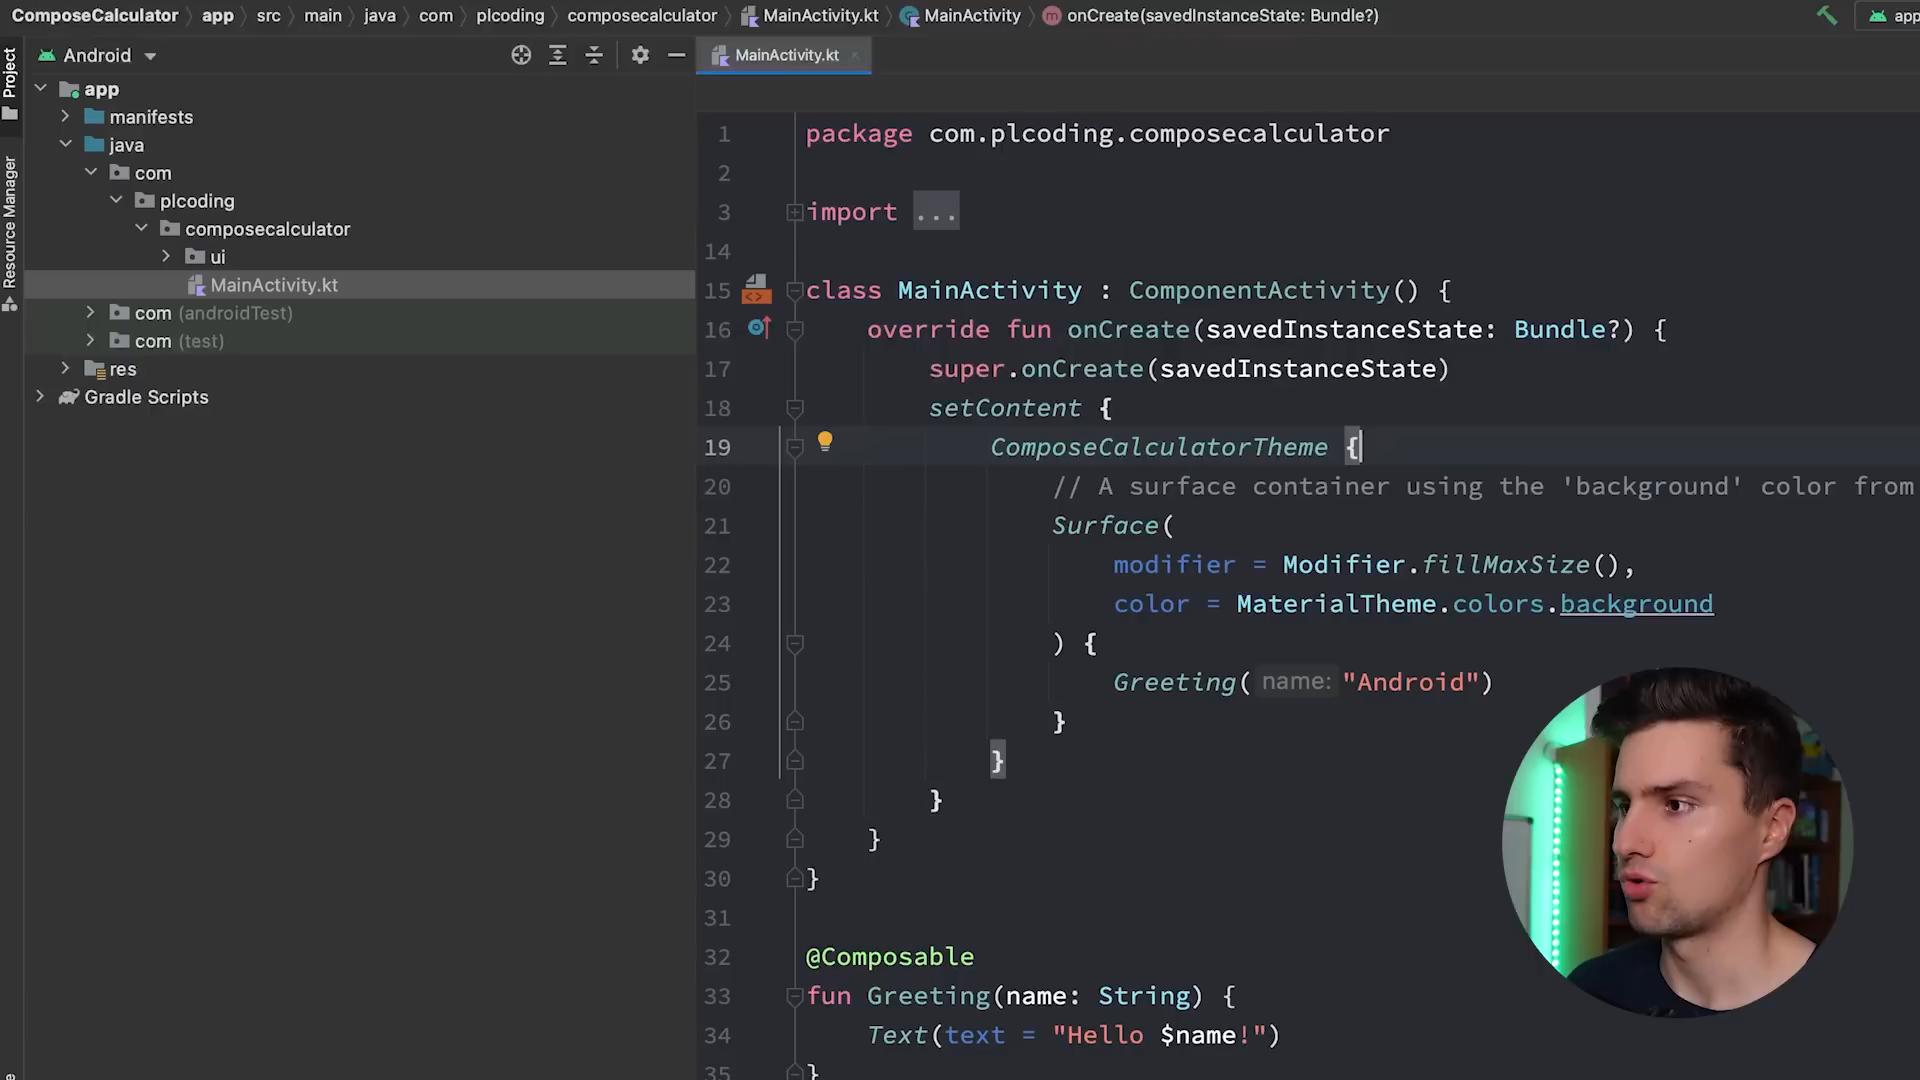 ComposeCalculator app src main java com plcoding composecalculator MainActivity.kt MainActivity onCreate(savedInstanceState: Bundle?) app
Project
Resource Manager
Android
app
manifests
java
com
plcoding
composecalculator
ui
MainActivity.kt
com (androidTest)
com (test)
res
Gradle Scripts
MainActivity.kt
1 package com.plcoding.composecalculator
2
3 import ...
14
15 class MainActivity : ComponentActivity() {
16 override fun onCreate(savedInstanceState: Bundle?) {
17 super.onCreate(savedInstanceState)
18 setContent {
19 ComposeCalculatorTheme {
20 // A surface container using the 'background' color from
21 Surface(
22 modifier = Modifier.fillMaxSize(),
23 color = MaterialTheme.colors.background
24 ) {
25 Greeting( name: "Android")
26 }
27 }
28 }
29 }
30 }
31
32 @Composable
33 fun Greeting(name: String) {
34 Text(text = "Hello $name!")
35 }